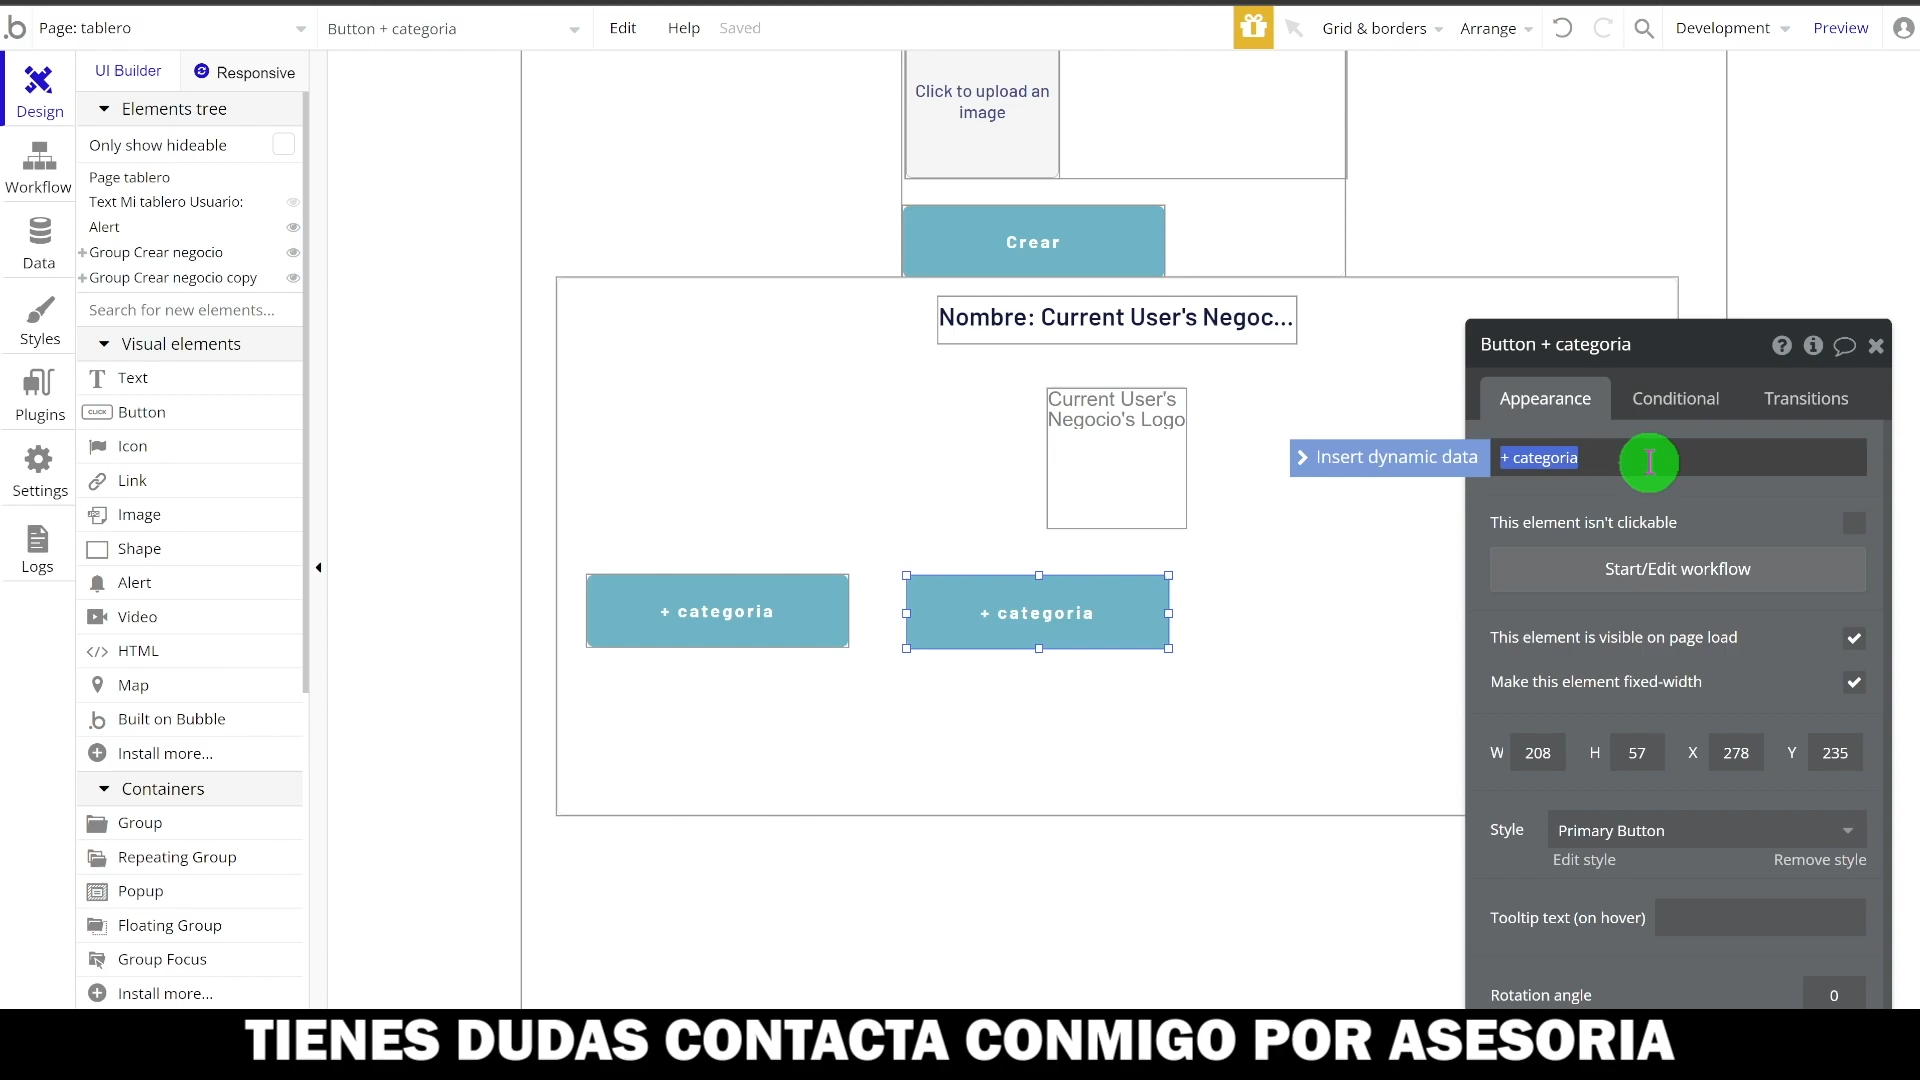 Page: tablero
Button + categoria
Edit
Help
Saved
Grid & borders
Arrange
Development
Preview
Design
Workflow
Data
Styles
Plugins
Settings
Logs
UI Builder
Responsive
Elements tree
Only show hideable
Page tablero
Text Mi tablero Usuario:
Alert
Group Crear negocio
Group Crear negocio copy
Search for new elements...
Visual elements
Text
CLICK Button
Icon
Link
Image
Shape
Alert
Video
HTML
Map
Built on Bubble
Install more...
Containers
Group
Repeating Group
Popup
Floating Group
Group Focus
Install more...
Click to upload an
image
Crear
Nombre: Current User's Negoc...
Current User's
Negocio's Logo
+ categoria
+ categoria
Button + categoria
Appearance
Conditional
Transitions
Insert dynamic data
+ categoria
This element isn't clickable
Start/Edit workflow
This element is visible on page load
Make this element fixed-width
W 208 H 57 X 278 Y 235
Style
Primary Button
Edit style
Remove style
Tooltip text (on hover)
Rotation angle
0
TIENES DUDAS CONTACTA CONMIGO POR ASESORIA